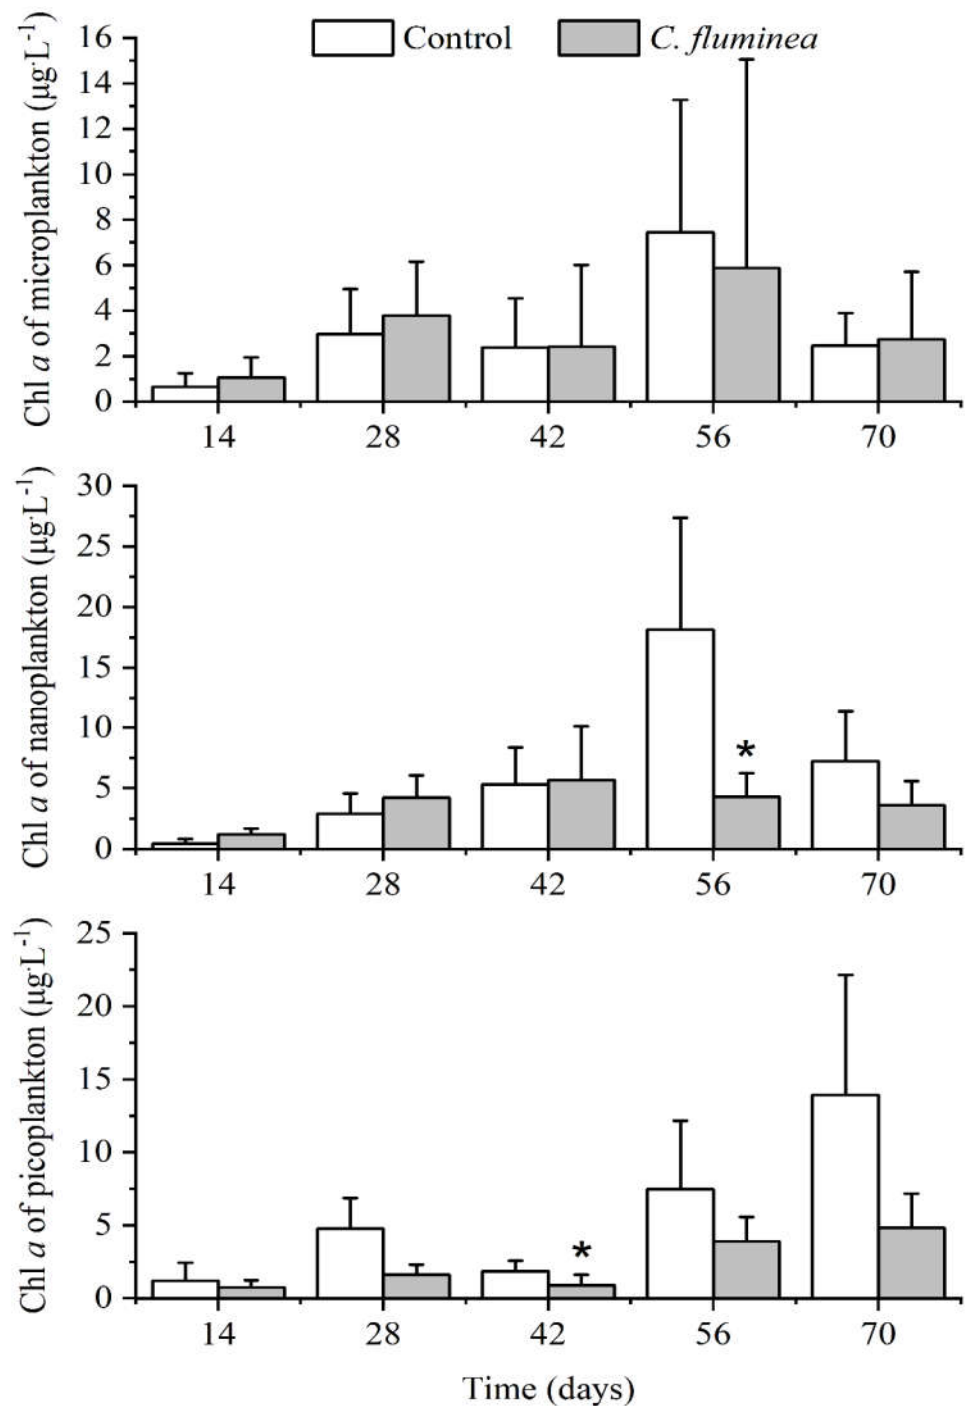 Control
C. fluminea
Chl a of microplankton (µg·L-1)
16
14
12
10
8
6
4
2
0
14 28 42 56 70
Chl a of nanoplankton (µg·L-1)
30
25
20
15
10
5
0
*
14 28 42 56 70
Chl a of picoplankton (µg·L-1)
25
20
15
10
5
0
*
14 28 42 56 70
Time (days)